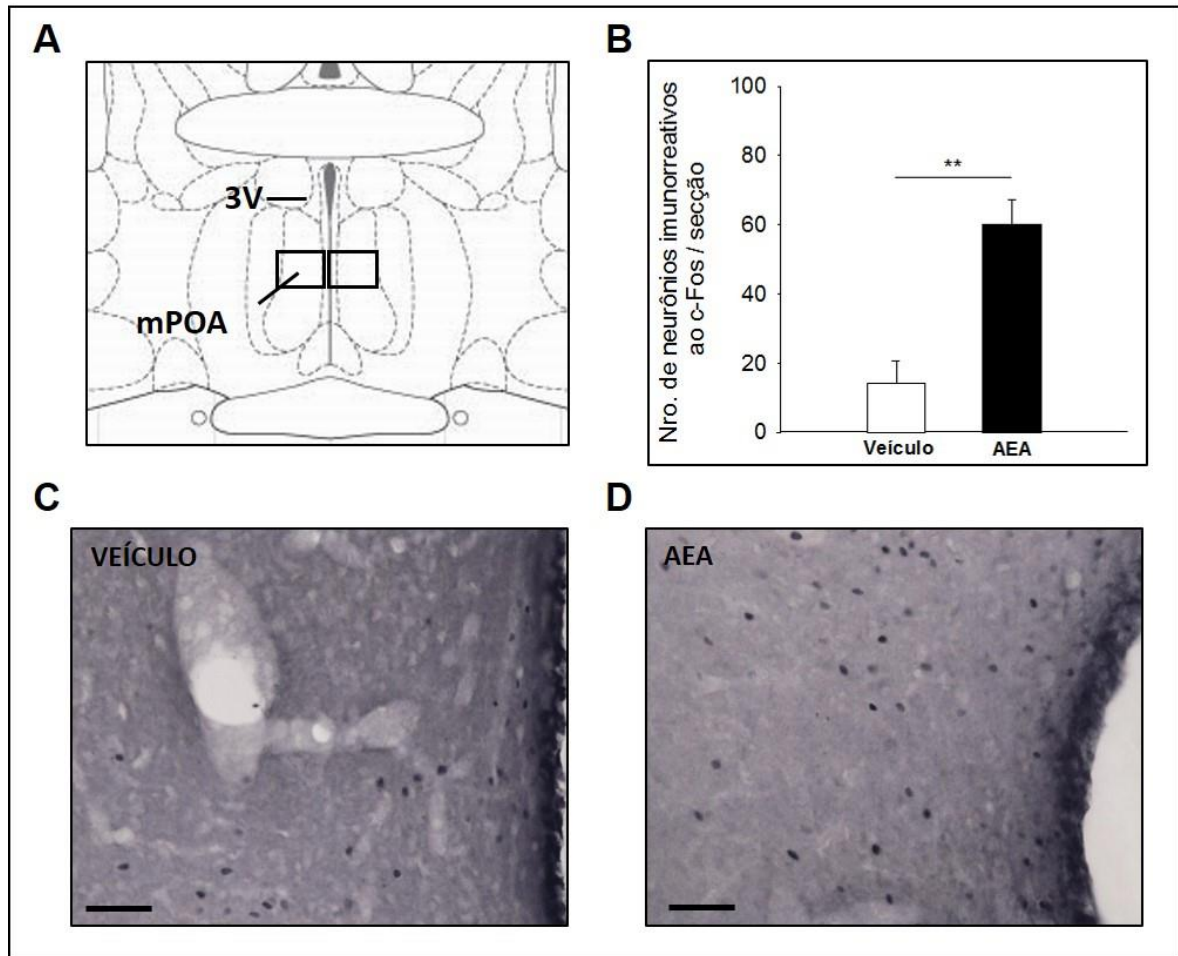 A
3V
mPOA
B
Nro. de neurônios imunorreativos
ao c-Fos / secção
100
80
60
40
20
0
**
Veículo
AEA
C
VEÍCULO
D
AEA